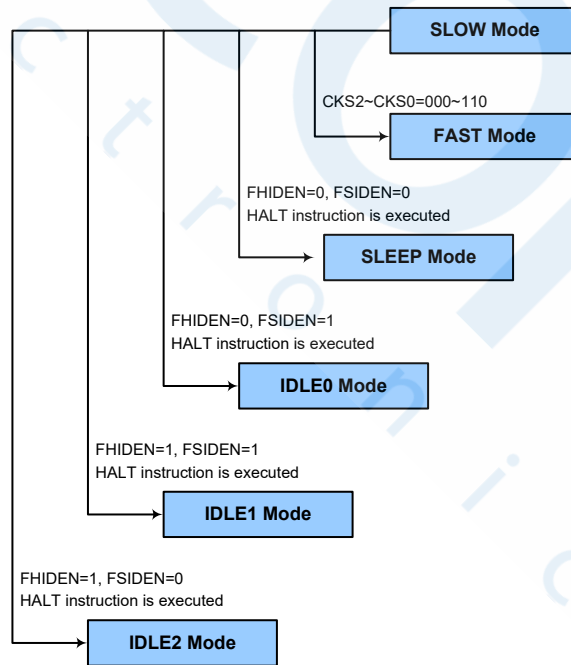 SLOW Mode
CKS2~CKS0=000~110
FAST Mode
FHIDEN=0, FSIDEN=0
HALT instruction is executed
SLEEP Mode
FHIDEN=0, FSIDEN=1
HALT instruction is executed
IDLE0 Mode
FHIDEN=1, FSIDEN=1
HALT instruction is executed
IDLE1 Mode
FHIDEN=1, FSIDEN=0
HALT instruction is executed
IDLE2 Mode
c t r o n i c